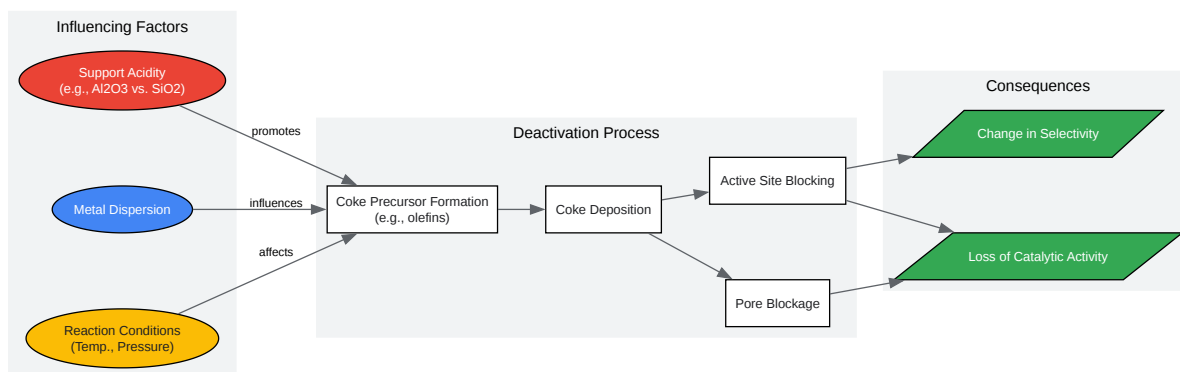 Influencing Factors
Support Acidity
(e.g., Al2O3 vs. SiO2)
Metal Dispersion
Reaction Conditions
(Temp., Pressure)
promotes
influences
affects
Deactivation Process
Coke Precursor Formation
(e.g., olefins)
Coke Deposition
Active Site Blocking
Pore Blockage
Consequences
Change in Selectivity
Loss of Catalytic Activity